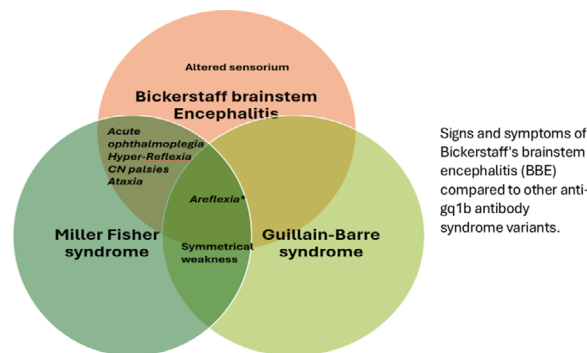 Altered sensorium
Bickerstaff brainstem
Encephalitis
Acute
ophthalmoplegia
Hyper-Reflexia
CN palsies
Ataxia
Areflexia*
Miller Fisher
syndrome
Symmetrical
weakness
Guillain-Barre
syndrome
Signs and symptoms of
Bickerstaff's brainstem
encephalitis (BBE)
compared to other anti-
gq1b antibody
syndrome variants.